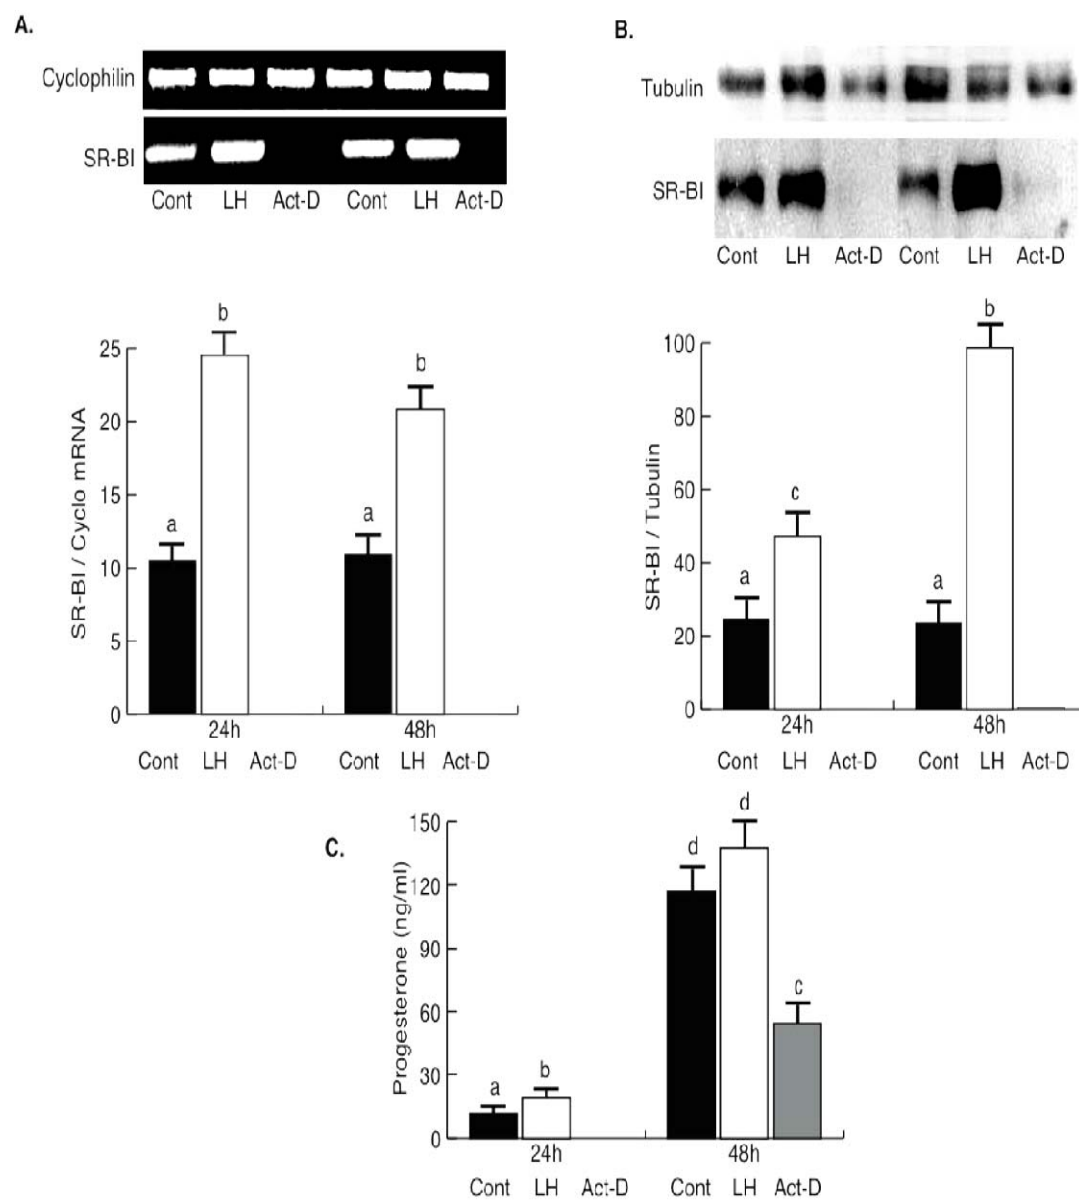 A.
Cyclophilin
SR-BI
Cont LH Act-D Cont LH Act-D
B.
Tubulin
SR-BI
Cont LH Act-D Cont LH Act-D
SR-BI / Cyclo mRNA
25
20
15
10
5
0
a
b
a
b
24h
48h
Cont LH Act-D Cont LH Act-D
SR-BI / Tubulin
100
80
60
40
20
0
a
c
a
b
24h
48h
Cont LH Act-D Cont LH Act-D
C.
Progesterone (ng/ml)
150
120
90
60
30
0
a
b
d
d
c
24h
48h
Cont LH Act-D Cont LH Act-D